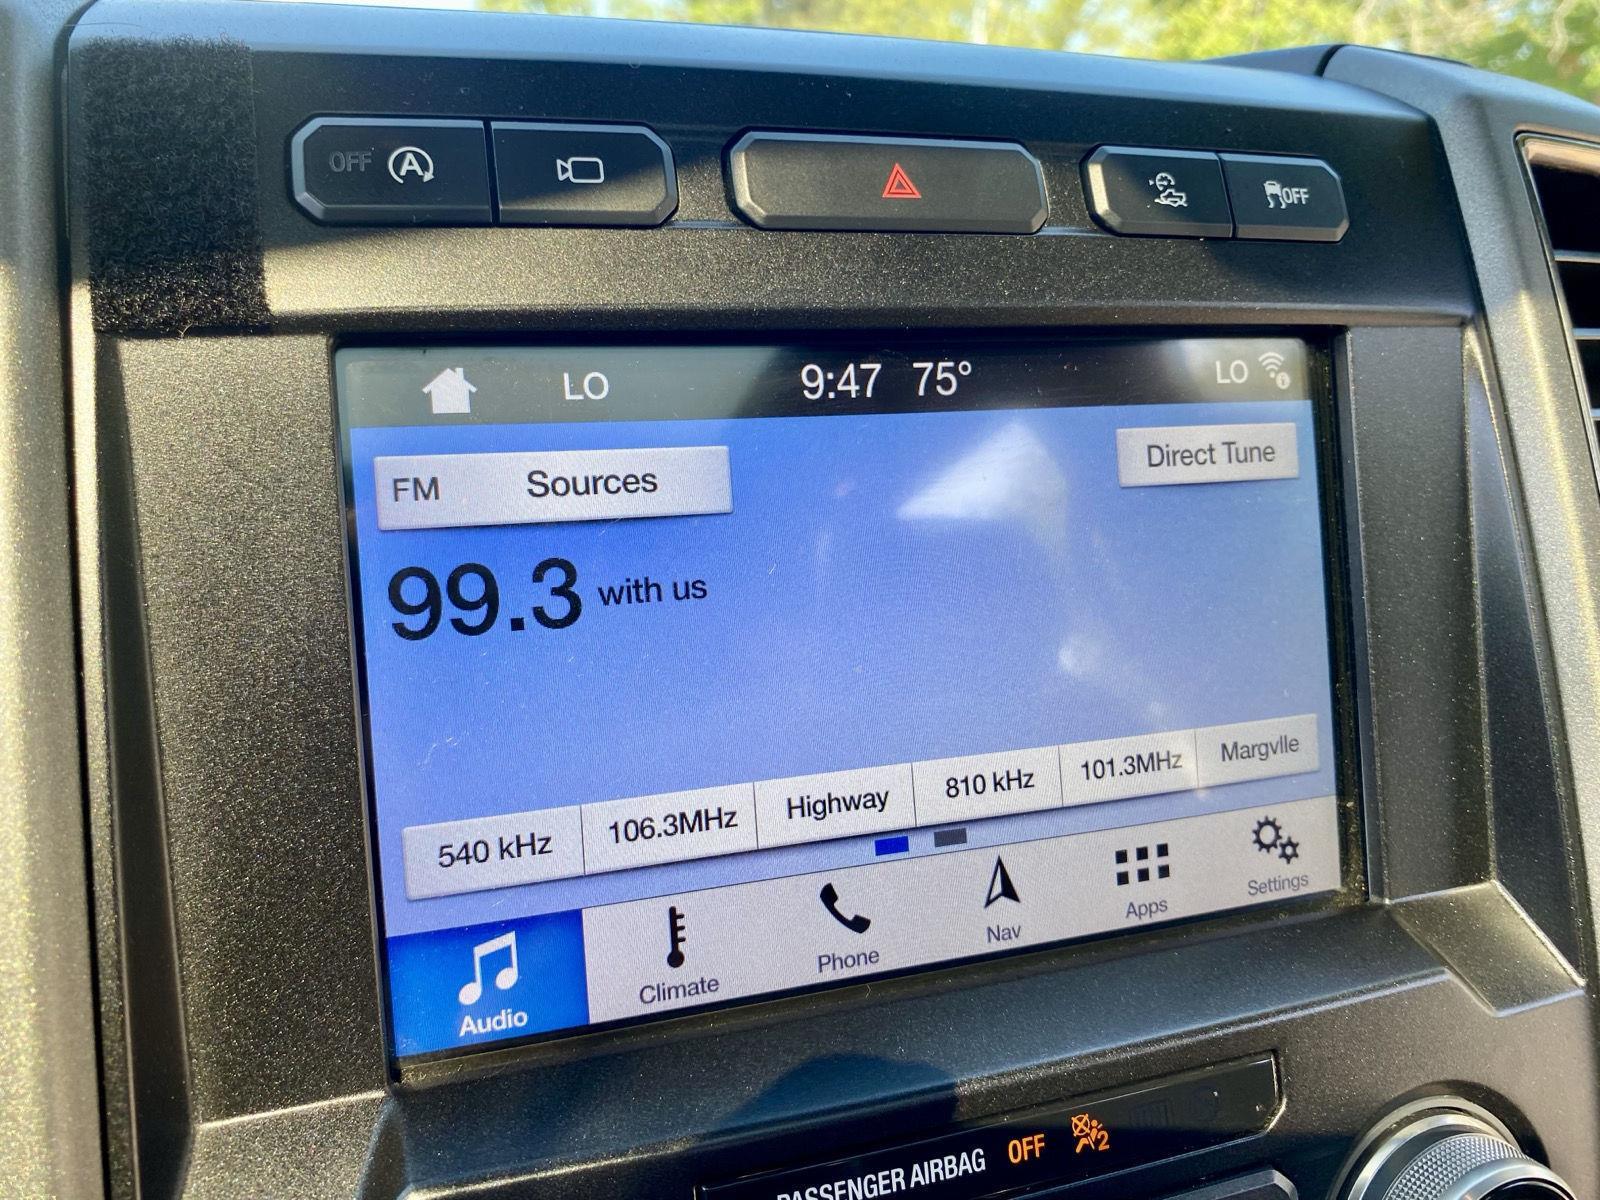 OFF A
OFF
LO 9:47 75° LO
FM Sources Direct Tune
99.3 with us
540 kHz 106.3MHz Highway 810 kHz 101.3MHz Margvlle
Audio Climate Phone Nav Apps Settings
PASSENGER AIRBAG OFF 2